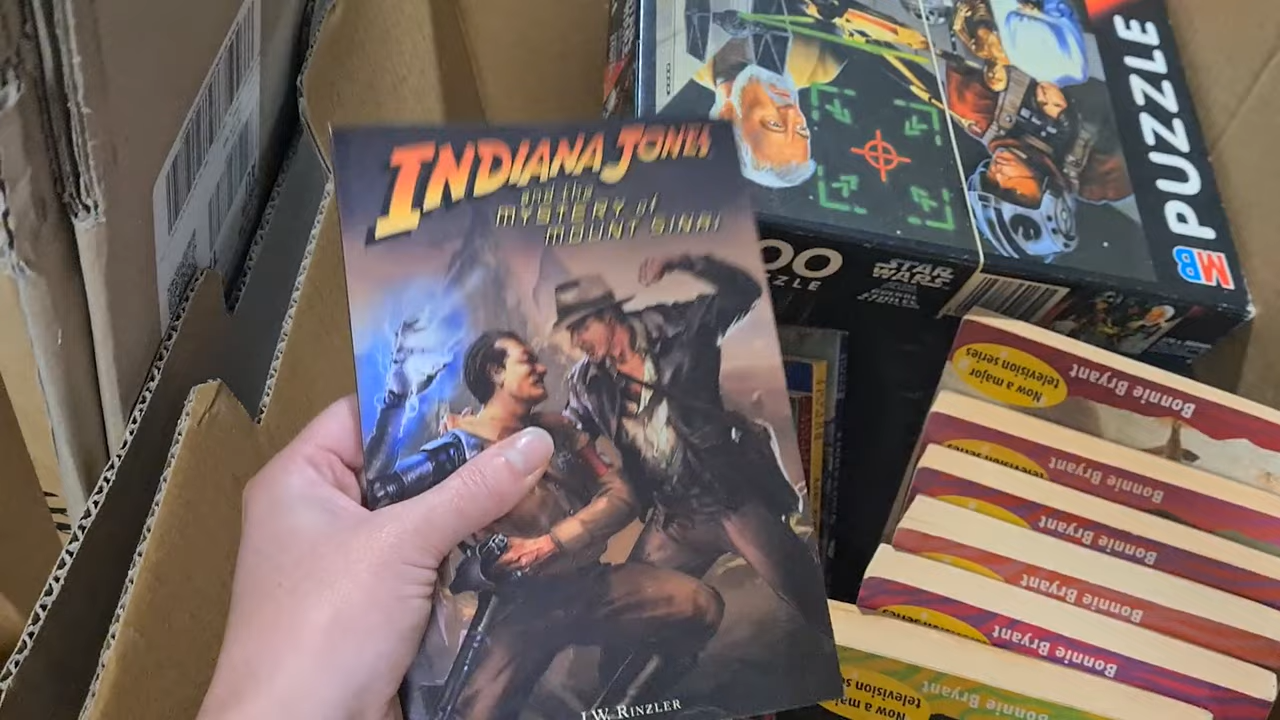 INDIANA JONES
and the
MYSTERY of
MOUNT SINAI
J.W. RINZLER
PUZZLE
MB
STAR
WARS
Now a major
television series
Bonnie Bryant
Bonnie Bryant
television series
Bonnie Bryant
Bonnie Bryant
Bonnie Bryant
Bonnie Bryant
Now a
television